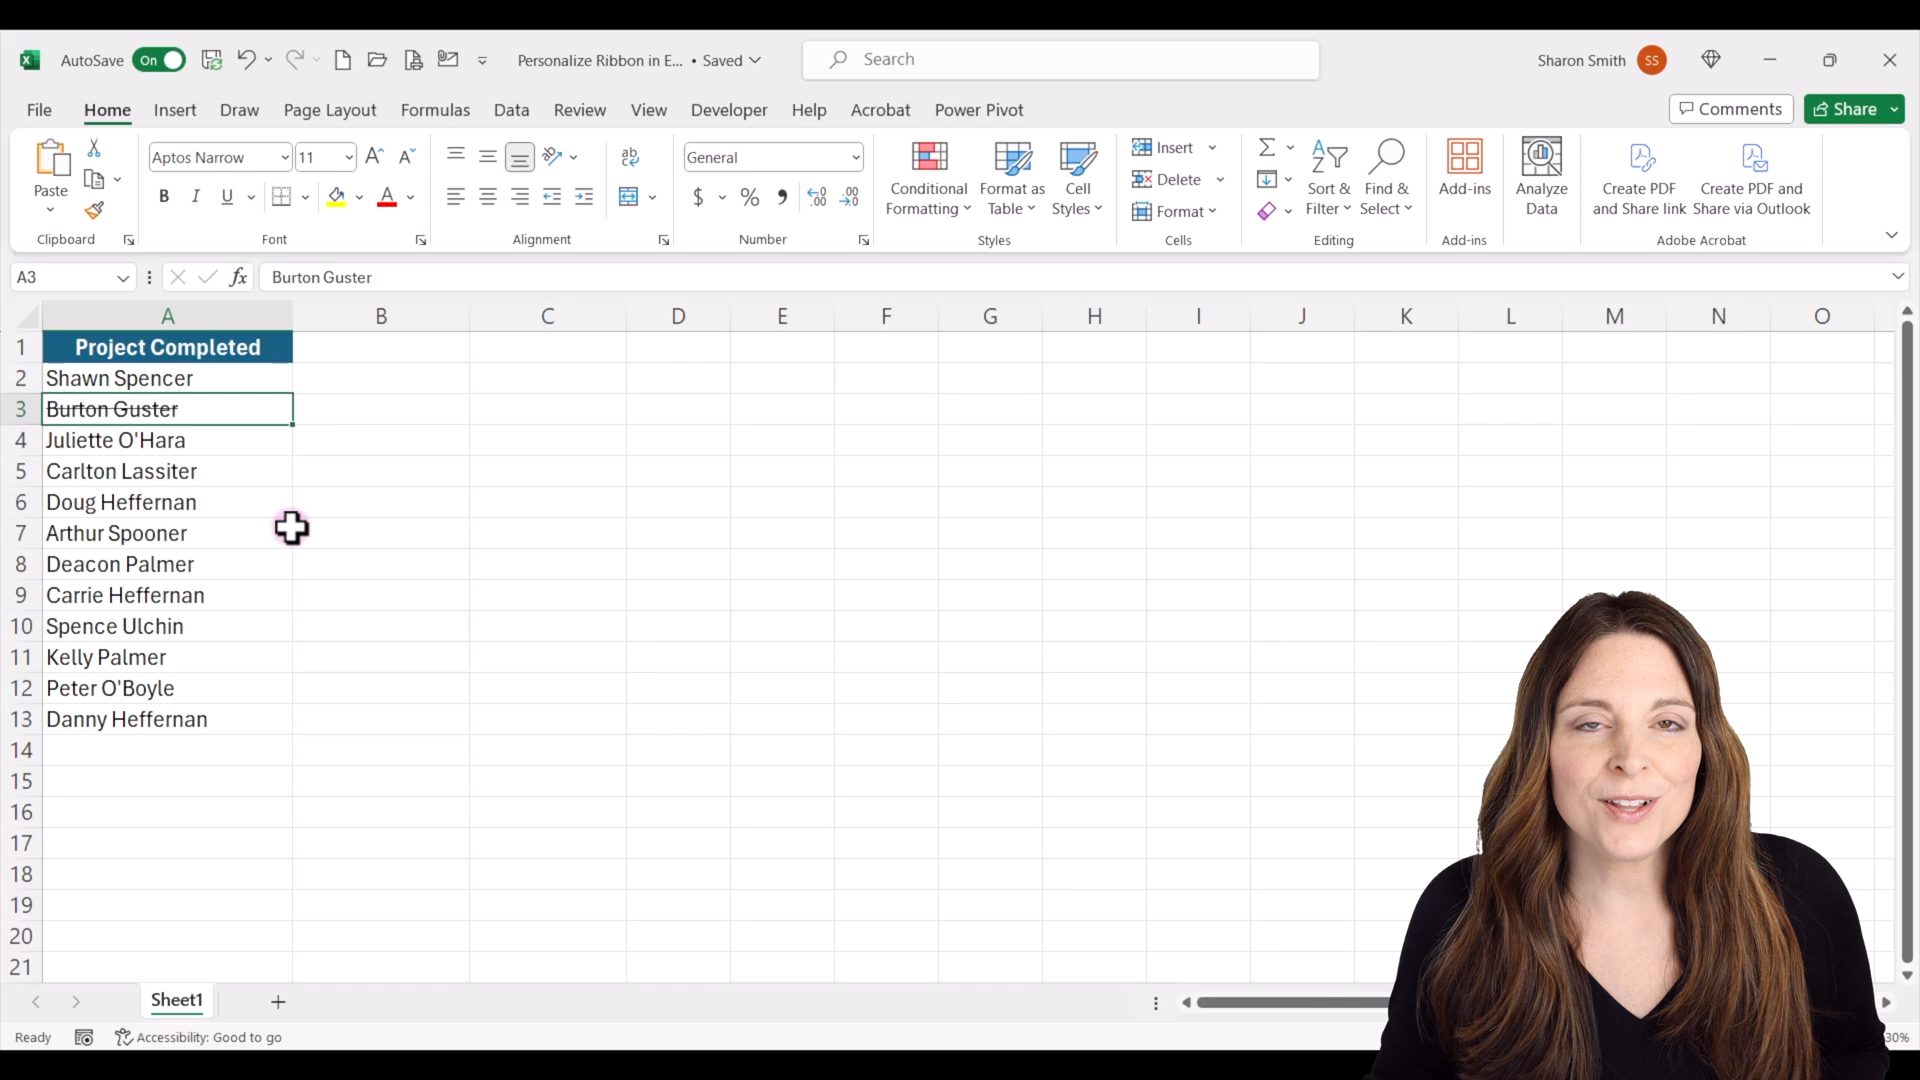 AutoSave On Personalize Ribbon in E... • Saved Search Sharon Smith SS
File Home Insert Draw Page Layout Formulas Data Review View Developer Help Acrobat Power Pivot Comments Share
Paste
Clipboard
Aptos Narrow 11
B I U A
Font
ab
Alignment
General
$ % 9
Number
Conditional Formatting
Format as Table
Cell Styles
Styles
Insert
Delete
Format
Cells
Sort & Filter
Find & Select
Editing
Add-ins
Add-ins
Analyze Data
Create PDF and Share link
Create PDF and Share via Outlook
Adobe Acrobat
A3 fx Burton Guster
A B C D E F G H I J K L M N O
1 Project Completed
2 Shawn Spencer
3 Burton Guster
4 Juliette O'Hara
5 Carlton Lassiter
6 Doug Heffernan
7 Arthur Spooner
8 Deacon Palmer
9 Carrie Heffernan
10 Spence Ulchin
11 Kelly Palmer
12 Peter O'Boyle
13 Danny Heffernan
14
15
16
17
18
19
20
21
Sheet1
Ready Accessibility: Good to go 30%